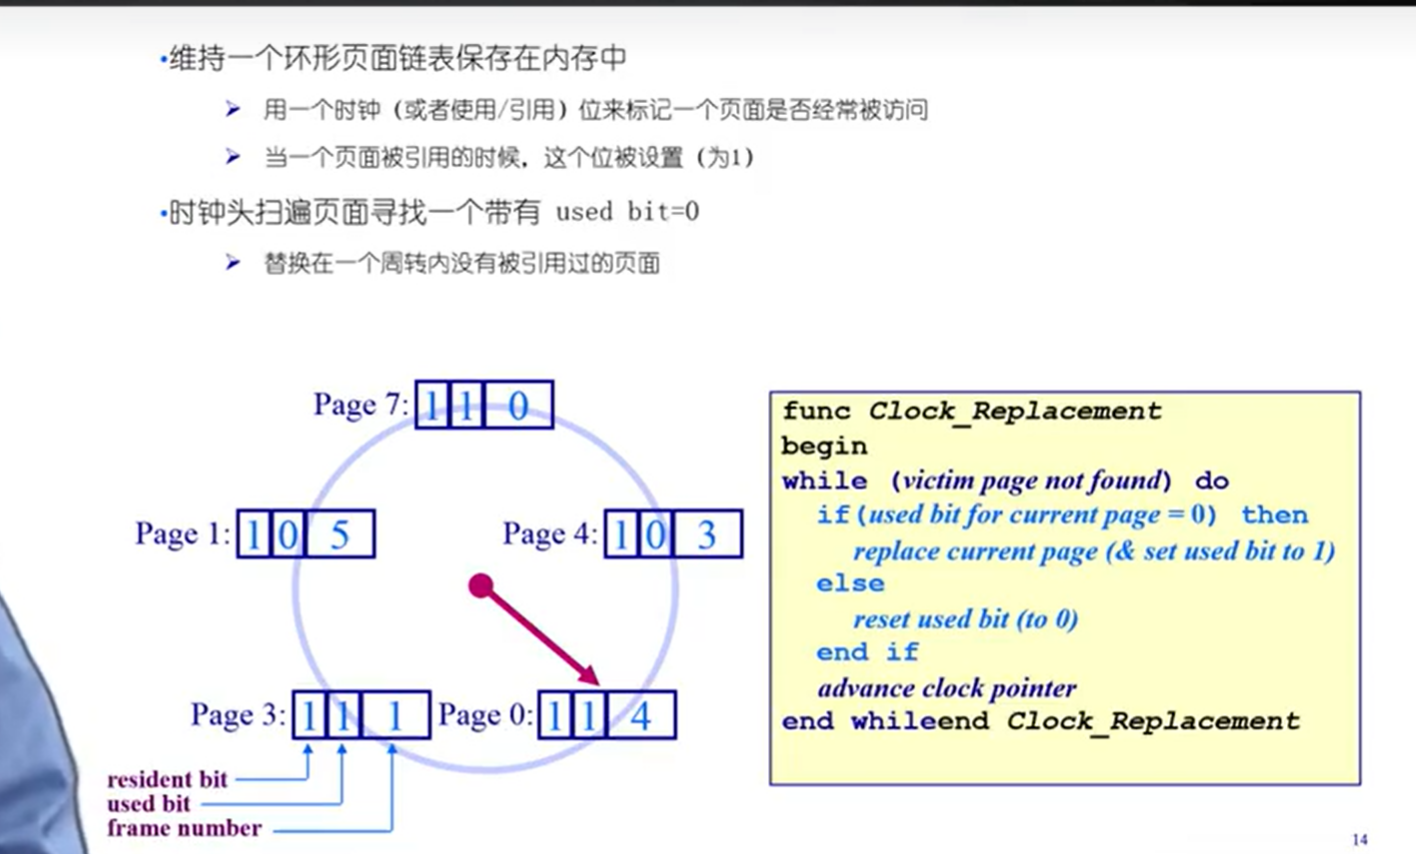 •维持一个环形页面链表保存在内存中
➢ 用一个时钟（或者使用/引用）位来标记一个页面是否经常被访问
➢ 当一个页面被引用的时候，这个位被设置（为1）
•时钟头扫遍页面寻找一个带有 used bit=0
➢ 替换在一个周转内没有被引用过的页面
Page 7: 1 1 0
Page 1: 1 0 5
Page 4: 1 0 3
Page 3: 1 1 1
Page 0: 1 1 4
resident bit
used bit
frame number
func Clock_Replacement
begin
while (victim page not found) do
if(used bit for current page = 0) then
replace current page (& set used bit to 1)
else
reset used bit (to 0)
end if
advance clock pointer
end whileend Clock_Replacement
14